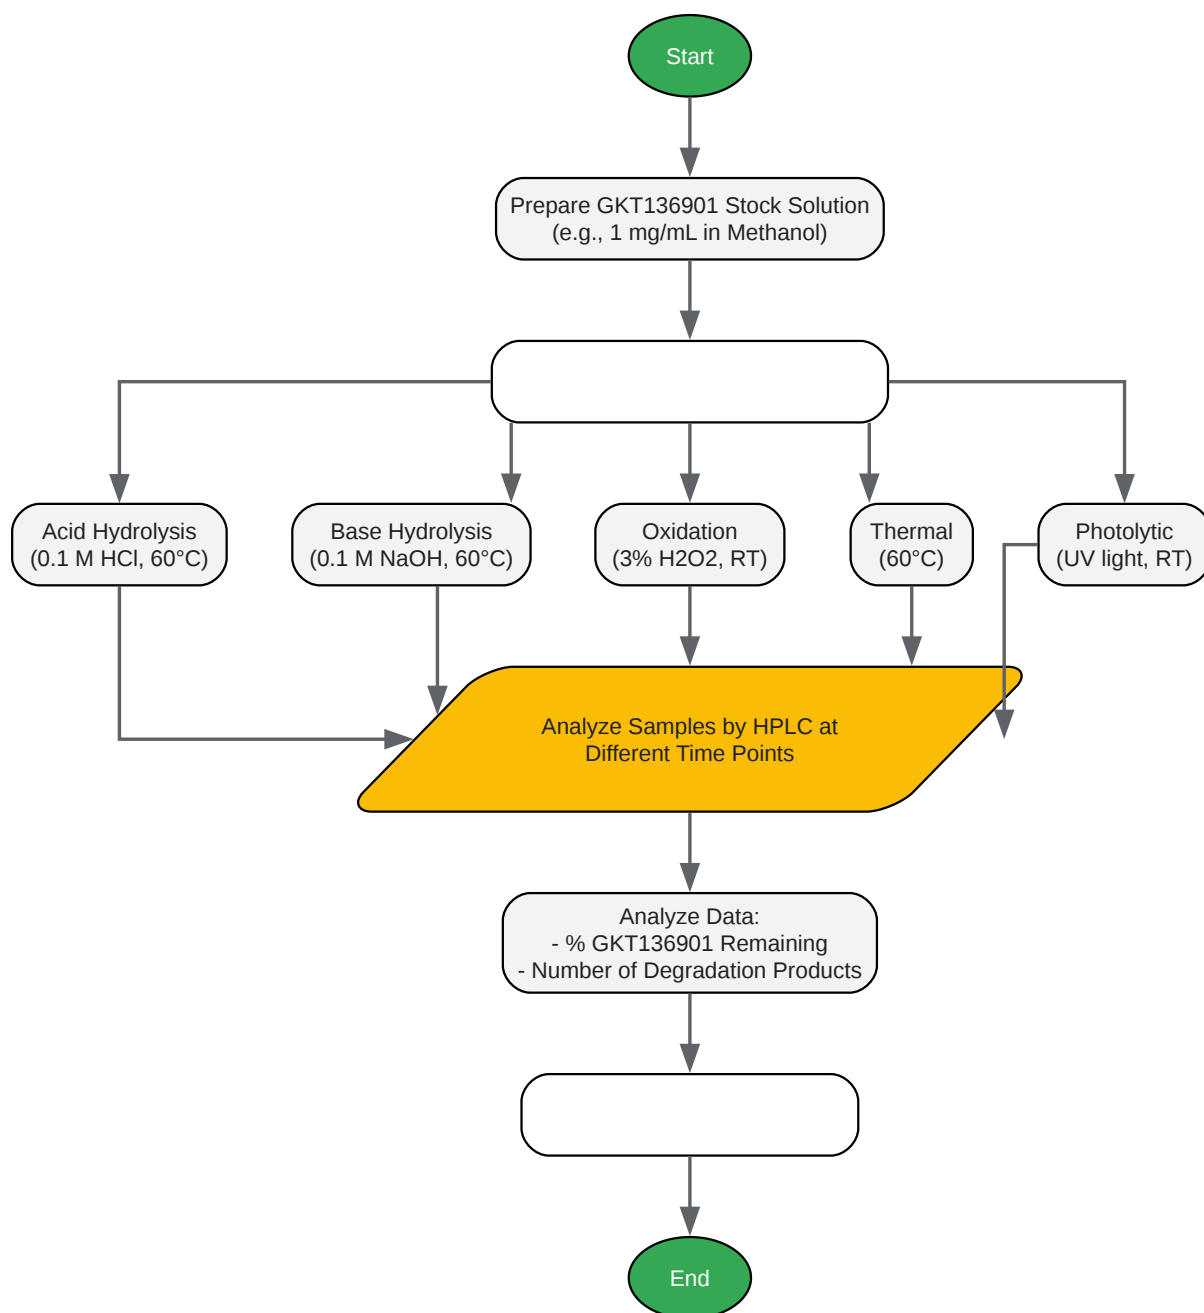 Start
Prepare GKT136901 Stock Solution
(e.g., 1 mg/mL in Methanol)
Acid Hydrolysis
(0.1 M HCl, 60°C)
Base Hydrolysis
(0.1 M NaOH, 60°C)
Oxidation
(3% H2O2, RT)
Thermal
(60°C)
Photolytic
(UV light, RT)
Analyze Samples by HPLC at
Different Time Points
Analyze Data:
- % GKT136901 Remaining
- Number of Degradation Products
End